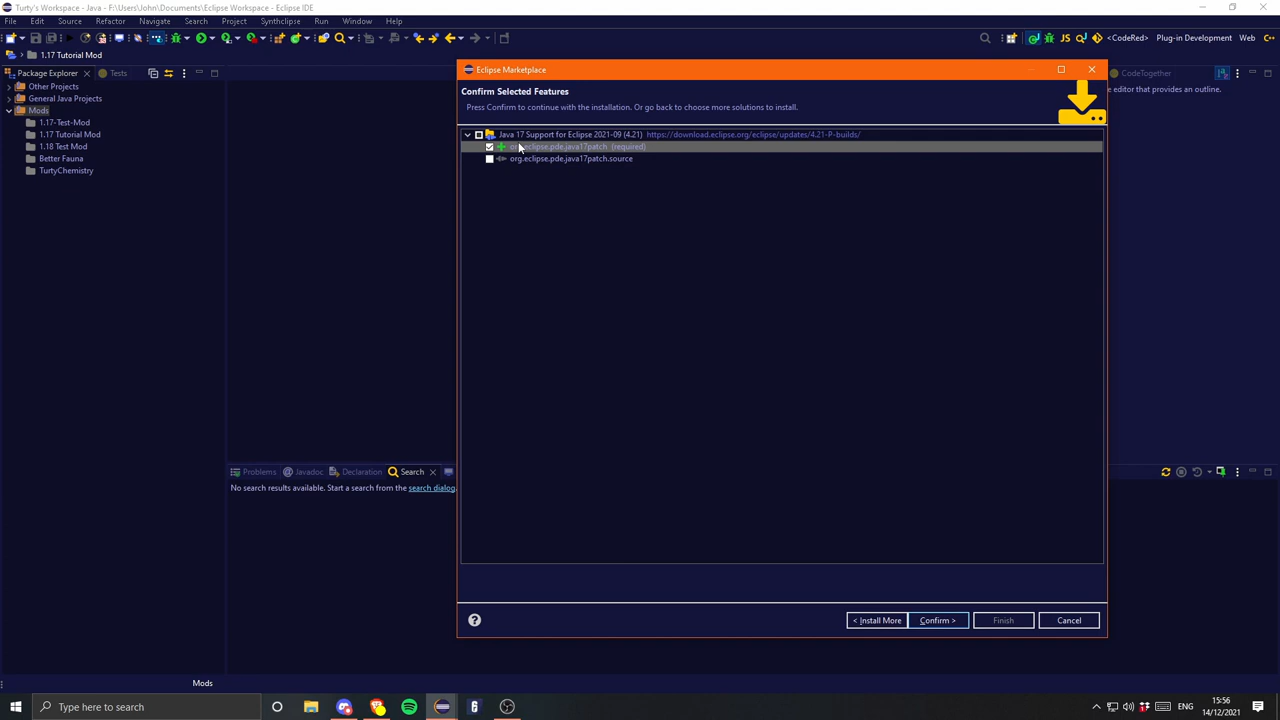 Turty's Workspace - Java - F:\Users\John\Documents\Eclipse Workspace - Eclipse IDE
File Edit Source Refactor Navigate Search Project Synthclipse Run Window Help
<CodeRed> Plug-in Development Web
1.17 Tutorial Mod
Package Explorer Tests
Other Projects
General Java Projects
Mods
1.17-Test-Mod
1.17 Tutorial Mod
1.18 Test Mod
Better Fauna
TurtyChemistry
Eclipse Marketplace
Confirm Selected Features
Press Confirm to continue with the installation. Or go back to choose more solutions to install.
Java 17 Support for Eclipse 2021-09 (4.21) https://download.eclipse.org/eclipse/updates/4.21-P-builds/
org.eclipse.pde.java17patch (required)
org.eclipse.pde.java17patch.source
< Install More Confirm > Finish Cancel
CodeTogether
e editor that provides an outline.
Problems Javadoc Declaration Search
No search results available. Start a search from the search dialog.
Mods
Type here to search
6
ENG
15:56
14/12/2021